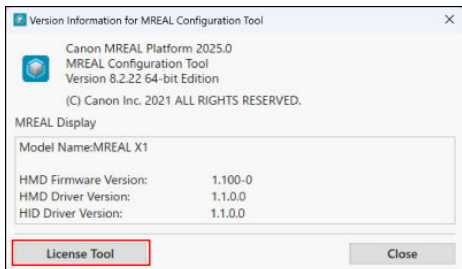 Version Information for MREAL Configuration Tool
Canon MREAL Platform 2025.0
MREAL Configuration Tool
Version 8.2.22 64-bit Edition
(C) Canon Inc. 2021 ALL RIGHTS RESERVED.
MREAL Display
Model Name:MREAL X1
HMD Firmware Version: 1.100-0
HMD Driver Version: 1.1.0.0
HID Driver Version: 1.1.0.0
License Tool Close